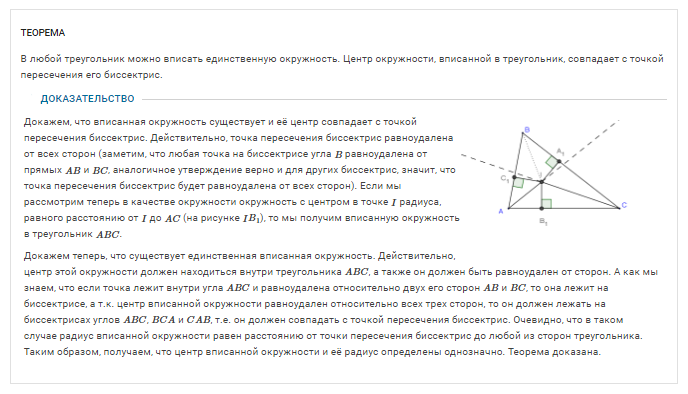 ТЕОРЕМА
В любой треугольник можно вписать единственную окружность. Центр окружности, вписанной в треугольник, совпадает с точкой
пересечения его биссектрис.
ДОКАЗАТЕЛЬСТВО
Докажем, что вписанная окружность существует и её центр совпадает с точкой
пересечения биссектрис. Действительно, точка пересечения биссектрис равноудалена
от всех сторон (заметим, что любая точка на биссектрисе угла B равноудалена от
прямых AB и BC, аналогичное утверждение верно и для других биссектрис, значит, что
точка пересечения биссектрис будет равноудалена от всех сторон). Если мы
рассмотрим теперь в качестве окружности окружность с центром в точке I радиуса,
равного расстоянию от I до AC (на рисунке IB₁), то мы получим вписанную окружность
в треугольник ABC.
B
A₁
C₁
I
A
B₁
C
Докажем теперь, что существует единственная вписанная окружность. Действительно,
центр этой окружности должен находиться внутри треугольника ABC, а также он должен быть равноудален от сторон. А как мы
знаем, что если точка лежит внутри угла ABC и равноудалена относительно двух его сторон AB и BC, то она лежит на
биссектрисе, а т.к. центр вписанной окружности равноудален относительно всех трех сторон, то он должен лежать на
биссектрисах углов ABC, BCA и CAB, т.е. он должен совпадать с точкой пересечения биссектрис. Очевидно, что в таком
случае радиус вписанной окружности равен расстоянию от точки пересечения биссектрис до любой из сторон треугольника.
Таким образом, получаем, что центр вписанной окружности и её радиус определены однозначно. Теорема доказана.